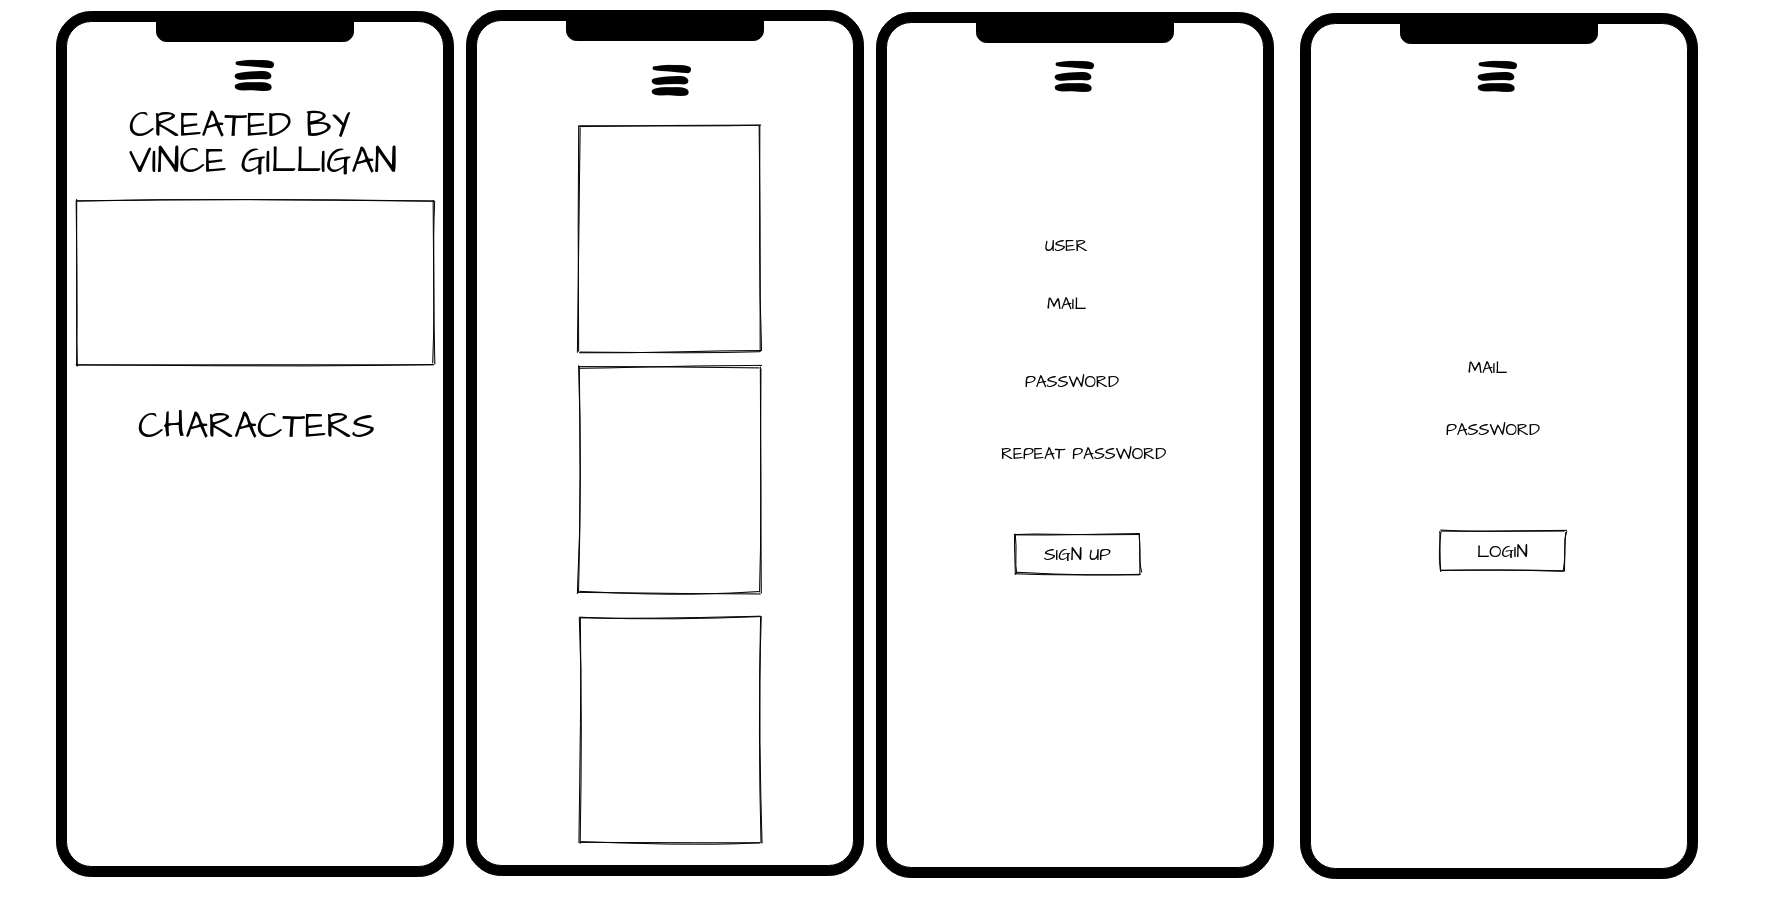 CREATED BY
VINCE GILLIGAN
CHARACTERS
USER
MAIL
PASSWORD
REPEAT PASSWORD
SIGN UP
MAIL
PASSWORD
LOGIN